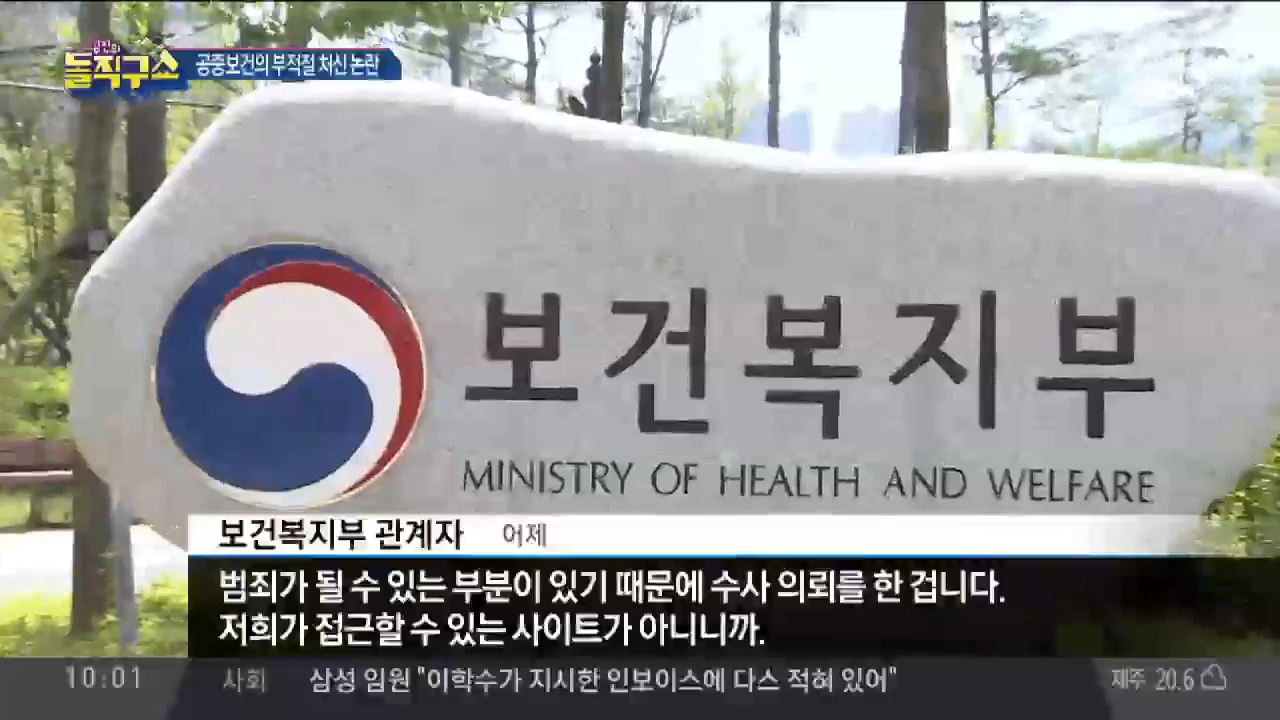 김진의
돌직구쇼
공중보건의 부적절 처신 논란
보건복지부
MINISTRY OF HEALTH AND WELFARE
보건복지부 관계자 어제
범죄가 될 수 있는 부분이 있기 때문에 수사 의뢰를 한 겁니다.
저희가 접근할 수 있는 사이트가 아니니까.
10:01 사회 삼성 임원 "이학수가 지시한 인보이스에 다스 적혀 있어" 제주 20.6